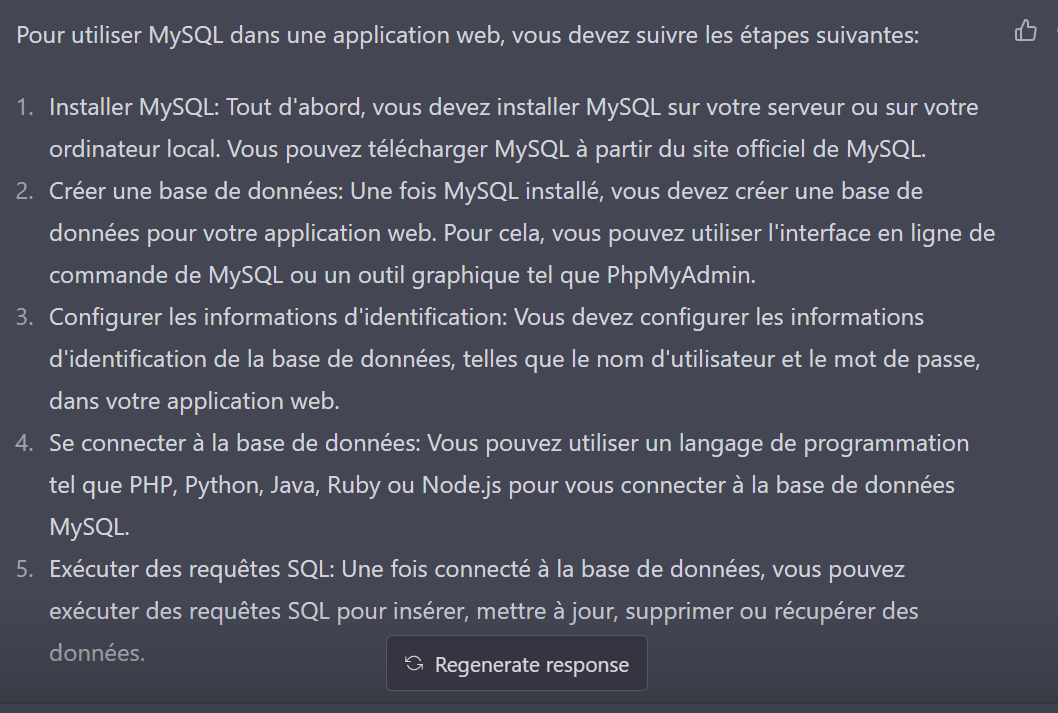 Pour utiliser MySQL dans une application web, vous devez suivre les étapes suivantes:
1. Installer MySQL: Tout d'abord, vous devez installer MySQL sur votre serveur ou sur votre
ordinateur local. Vous pouvez télécharger MySQL à partir du site officiel de MySQL.
2. Créer une base de données: Une fois MySQL installé, vous devez créer une base de
données pour votre application web. Pour cela, vous pouvez utiliser l'interface en ligne de
commande de MySQL ou un outil graphique tel que PhpMyAdmin.
3. Configurer les informations d'identification: Vous devez configurer les informations
d'identification de la base de données, telles que le nom d'utilisateur et le mot de passe,
dans votre application web.
4. Se connecter à la base de données: Vous pouvez utiliser un langage de programmation
tel que PHP, Python, Java, Ruby ou Node.js pour vous connecter à la base de données
MySQL.
5. Exécuter des requêtes SQL: Une fois connecté à la base de données, vous pouvez
exécuter des requêtes SQL pour insérer, mettre à jour, supprimer ou récupérer des
données.
Regenerate response